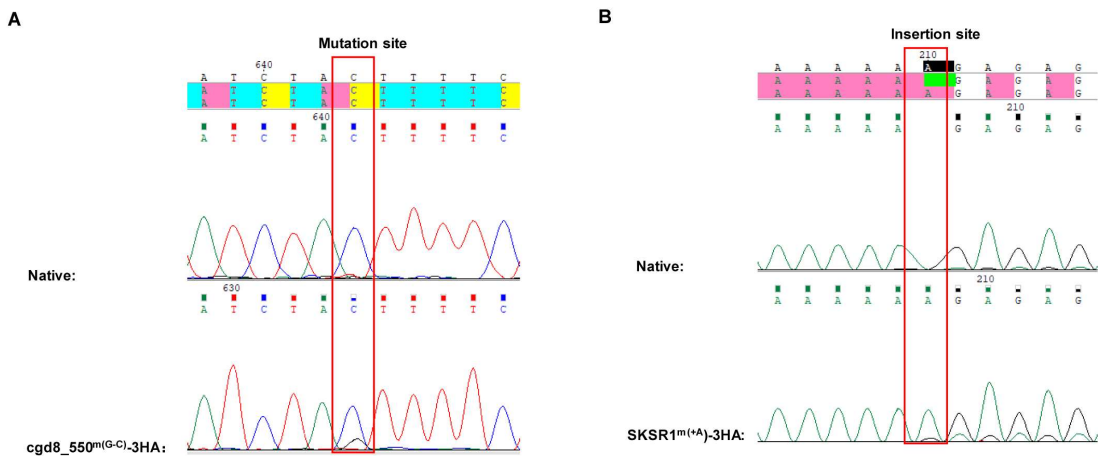 A
Mutation site
640
A T C T A C T T T T C
A T C T A C T T T T C
A T C T A C T T T T C
640
A T C T A C T T T T C
Native:
630
A T C T A C T T T T C
cgd8_550m(G-C)-3HA:
B
Insertion site
210
A A A A A A G A G A G
A A A A A G A G A G
A A A A A A G A G A G
210
A A A A A G A G A G
Native:
210
A A A A A A G A G A G
SKSR1m(+A)-3HA: